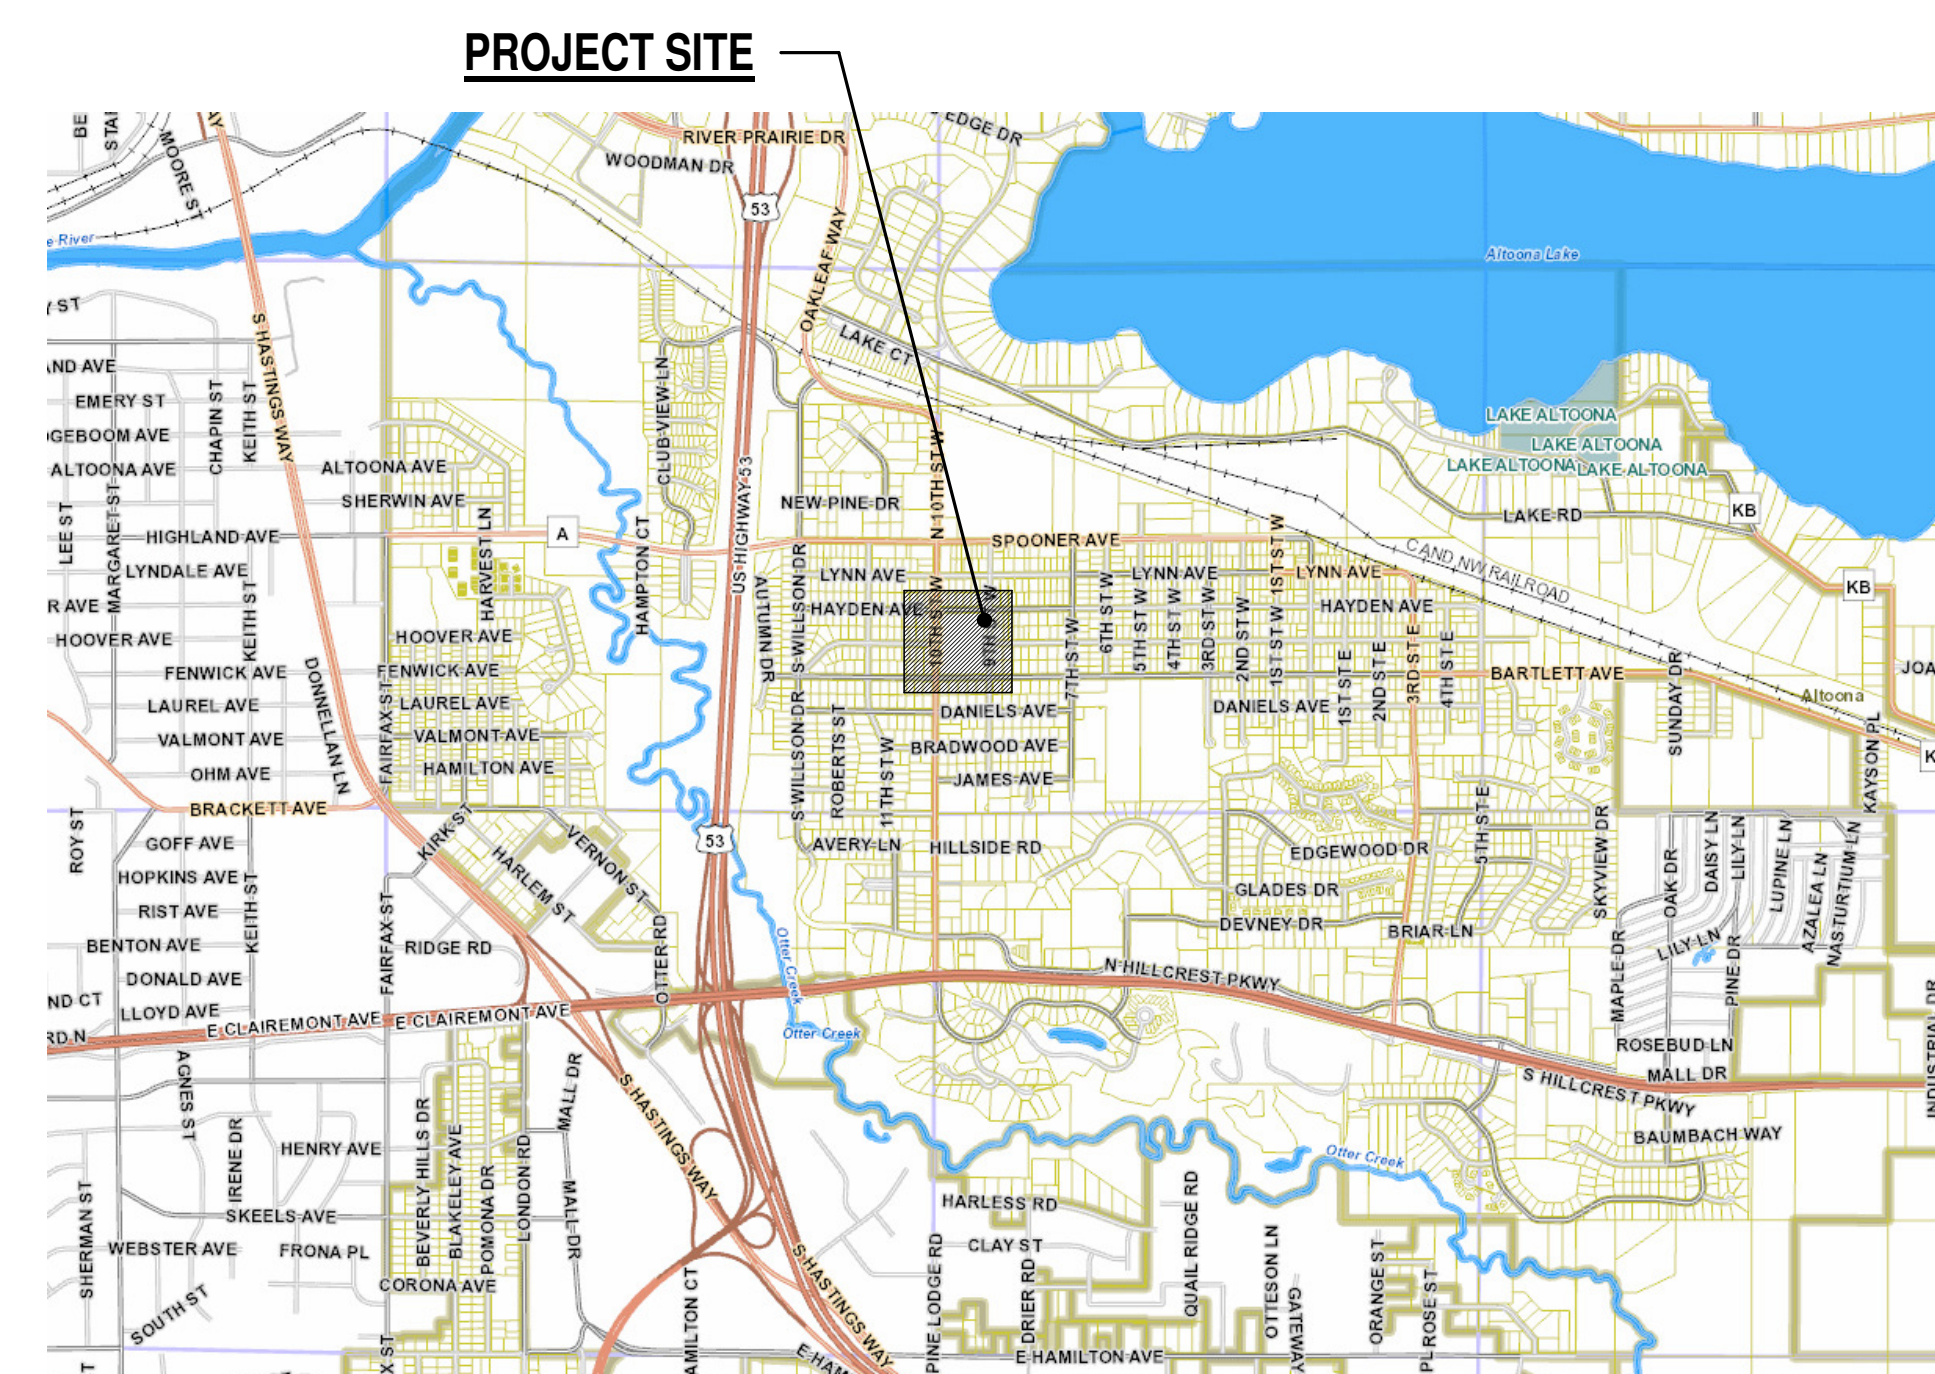 PROJECT SITE
MOORE ST
RIVER PRAIRIE DR
EDGE DR
WOODMAN DR
53
e River
OAKLEAF WAY
Altoona Lake
ST
S HASTINGS WAY
LAKE CT
AND AVE
EMERY ST
CHAPIN ST
KEITH ST
CLUB VIEW LN
LAKE ALTOONA
LAKE ALTOONA
LAKE ALTOONA
LAKE ALTOONA
GEBOOM AVE
ALTOONA AVE
ALTOONA AVE
SHERWIN AVE
US HIGHWAY 53
NEW PINE DR
N 10TH ST W
LAKE RD
KB
LEE ST
MARGARET ST
HIGHLAND AVE
HARVEST LN
A
HAMPTON CT
SPOONER AVE
C AND NW RAILROAD
LYNDALE AVE
LYNN AVE
LYNN AVE
1ST ST W
LYNN AVE
KB
R AVE
KEITH ST
AUTUMN DR
S WILLSON DR
HAYDEN AVE
10TH ST W
9TH ST W
7TH ST W
6TH ST W
5TH ST W
4TH ST W
3RD ST W
2ND ST W
1ST ST W
HAYDEN AVE
HOOVER AVE
HOOVER AVE
1ST ST E
2ND ST E
3RD ST E
4TH ST E
FENWICK AVE
DONNELLAN LN
FENWICK AVE
BARTLETT AVE
SUNDAY DR
JOA
LAUREL AVE
FAIRFAX ST
LAUREL AVE
S WILLSON DR
ROBERTS ST
DANIELS AVE
DANIELS AVE
Altoona
VALMONT AVE
VALMONT AVE
11TH ST W
BRADWOOD AVE
KAYSON PL
K
OHM AVE
HAMILTON AVE
JAMES AVE
BRACKETT AVE
ROY ST
GOFF AVE
KIRK ST
HARLEM ST
VERNON ST
53
AVERY LN
HILLSIDE RD
EDGEWOOD DR
5TH ST E
SKYVIEW DR
OAK DR
DAISY LN
LILY LN
LUPINE LN
AZALEA LN
NASTURTIUM LN
HOPKINS AVE
KEITH ST
GLADES DR
RIST AVE
FAIRFAX ST
DEVNEY DR
BRIAR LN
BENTON AVE
RIDGE RD
OTTER RD
Otter Creek
LILY LN
MAPLE DR
PINE DR
DONALD AVE
N HILLCREST PKWY
ND CT
LLOYD AVE
INDUSTRIAL DR
RD N
E CLAIREMONT AVE
E CLAIREMONT AVE
Otter Creek
ROSEBUD LN
AGNES ST
MALL DR
S HASTINGS WAY
S HILLCREST PKWY
MALL DR
BEVERLY HILLS DR
BLAKELEY AVE
BAUMBACH WAY
IRENE DR
HENRY AVE
POMONA DR
LONDON RD
Otter Creek
SHERMAN ST
MALL DR
HARLESS RD
QUAIL RIDGE RD
SKEELS AVE
WEBSTER AVE
FRONA PL
S HASTINGS WAY
PINE LODGE RD
CLAY ST
DRIER RD
OTTESON LN
GATEWAY
ORANGE ST
PLROSE ST
CORONA AVE
SOUTH ST
AMILTON CT
E HAM
E HAMILTON AVE
X ST